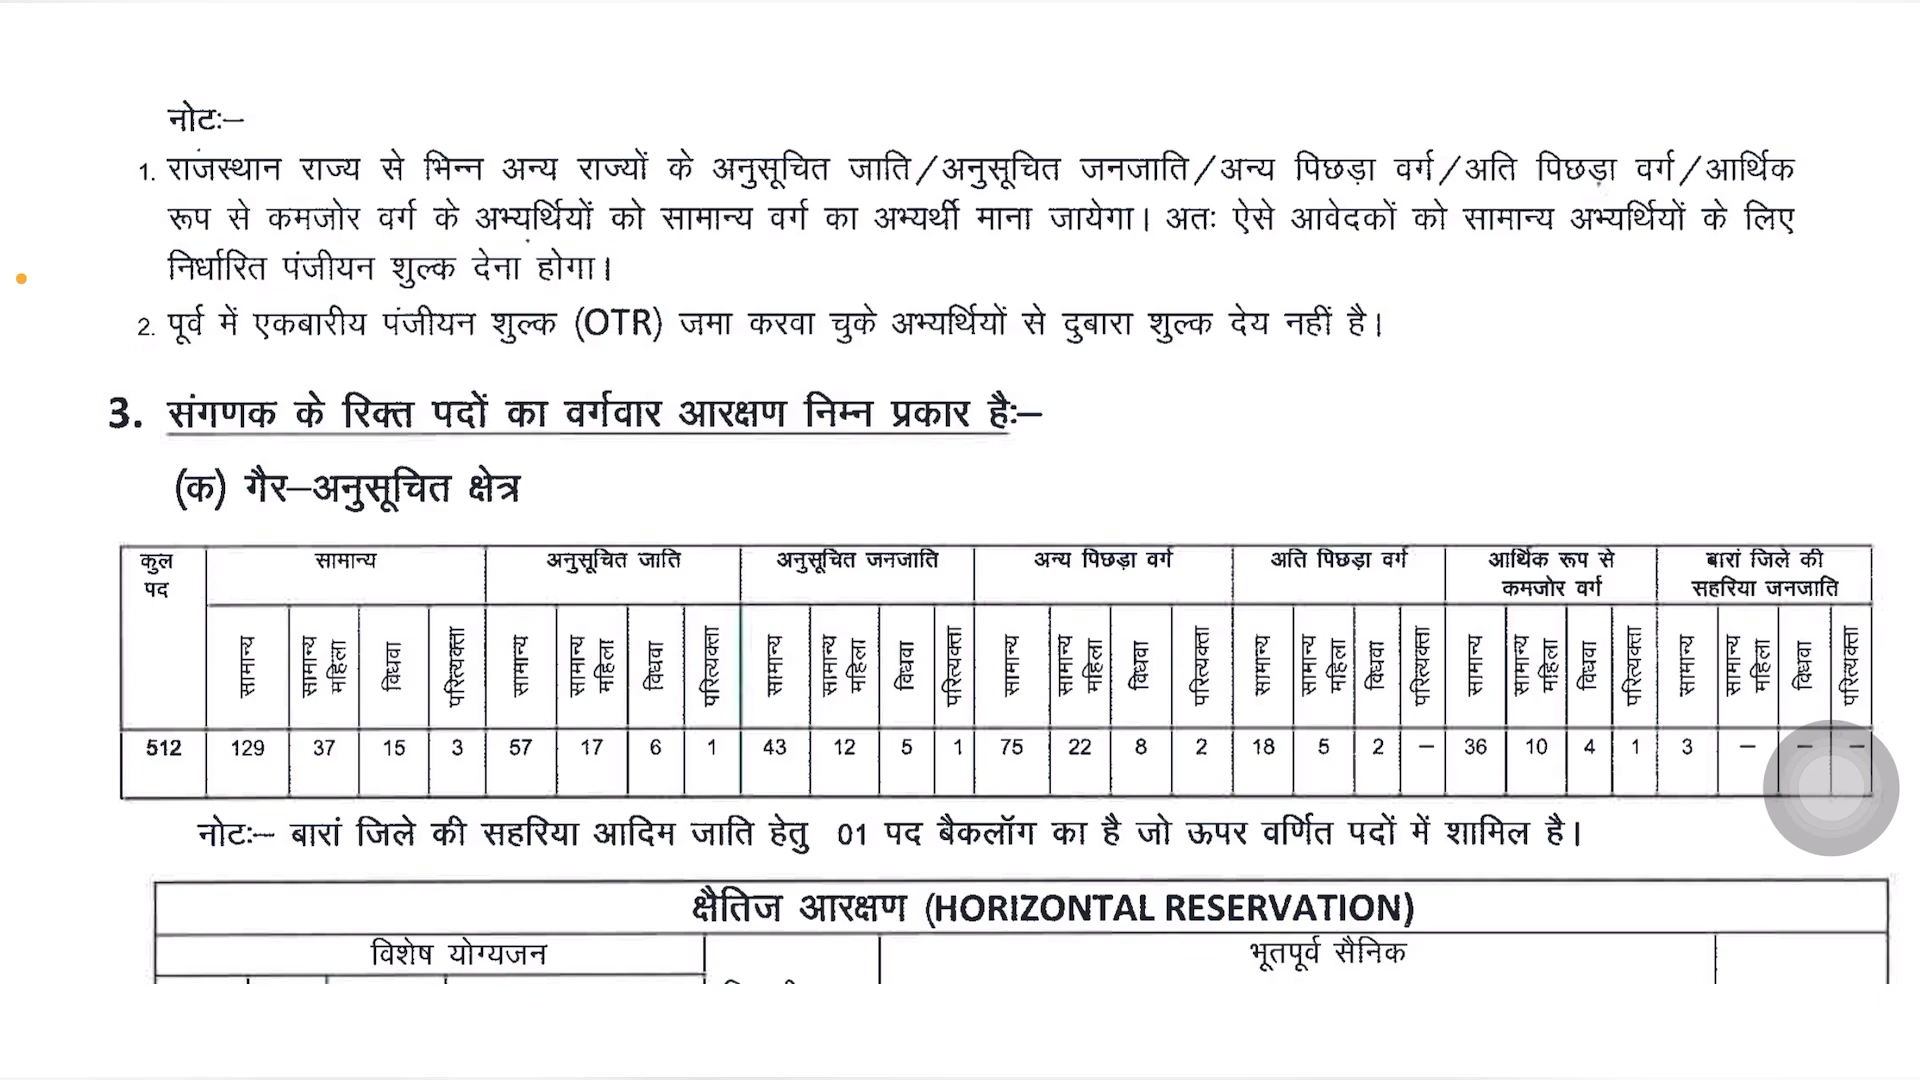 नोटः–
1. राजस्थान राज्य से भिन्न अन्य राज्यों के अनुसूचित जाति/अनुसूचित जनजाति/अन्य पिछड़ा वर्ग/अति पिछड़ा वर्ग/आर्थिक
रूप से कमजोर वर्ग के अभ्यर्थियों को सामान्य वर्ग का अभ्यर्थी माना जायेगा। अतः ऐसे आवेदकों को सामान्य अभ्यर्थियों के लिए
निर्धारित पंजीयन शुल्क देना होगा।
2. पूर्व में एकबारीय पंजीयन शुल्क (OTR) जमा करवा चुके अभ्यर्थियों से दुबारा शुल्क देय नहीं है।
3. संगणक के रिक्त पदों का वर्गवार आरक्षण निम्न प्रकार हैः–
(क) गैर–अनुसूचित क्षेत्र
कुल पद सामान्य अनुसूचित जाति अनुसूचित जनजाति अन्य पिछड़ा वर्ग अति पिछड़ा वर्ग आर्थिक रूप से कमजोर वर्ग बारां जिले की सहरिया जनजाति
सामान्य सामान्य महिला विधवा परित्यक्ता सामान्य सामान्य महिला विधवा परित्यक्ता सामान्य सामान्य महिला विधवा परित्यक्ता सामान्य सामान्य महिला विधवा परित्यक्ता सामान्य सामान्य महिला विधवा परित्यक्ता सामान्य सामान्य महिला विधवा परित्यक्ता सामान्य सामान्य महिला विधवा परित्यक्ता
512 129 37 15 3 57 17 6 1 43 12 5 1 75 22 8 2 18 5 2 – 36 10 4 1 3 – – –
नोटः– बारां जिले की सहरिया आदिम जाति हेतु 01 पद बैकलॉग का है जो ऊपर वर्णित पदों में शामिल है।
क्षैतिज आरक्षण (HORIZONTAL RESERVATION)
विशेष योग्यजन भूतपूर्व सैनिक